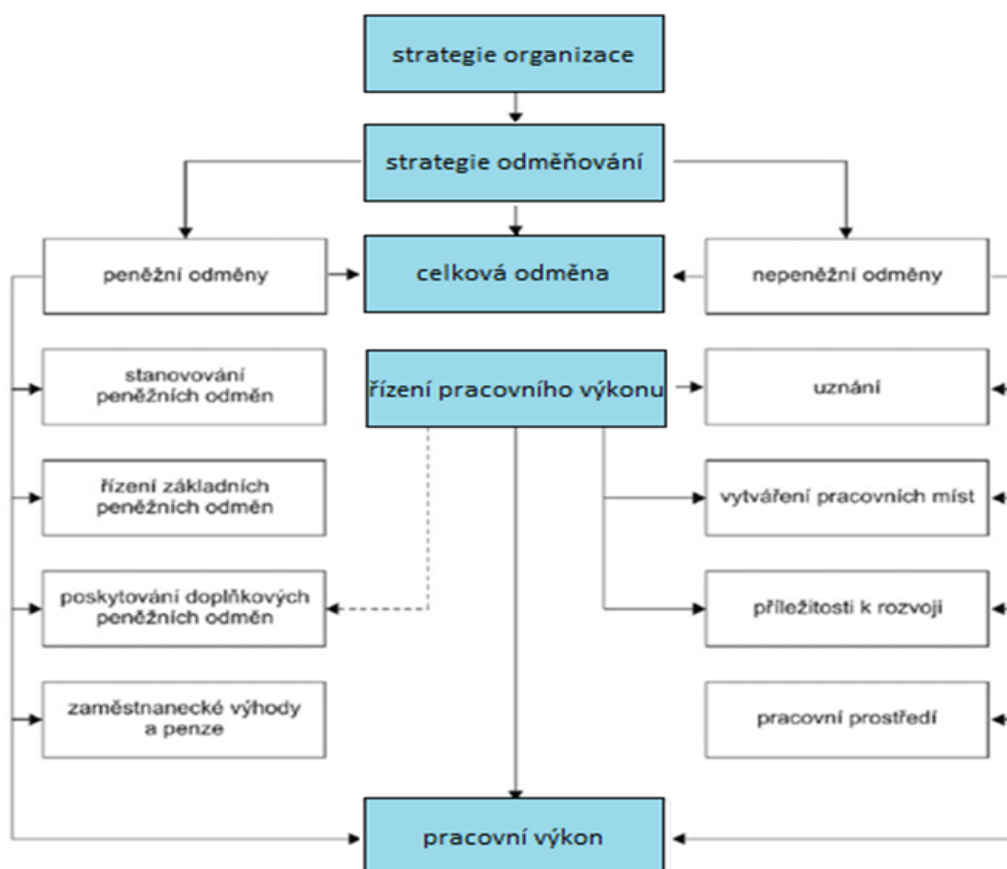 strategie organizace
strategie odměňování
peněžní odměny
celková odměna
nepeněžní odměny
stanovování
peněžních odměn
řízení pracovního výkonu
uznání
řízení základních
peněžních odměn
vytváření pracovních míst
poskytování doplňkových
peněžních odměn
příležitosti k rozvoji
zaměstnanecké výhody
a penze
pracovní prostředí
pracovní výkon